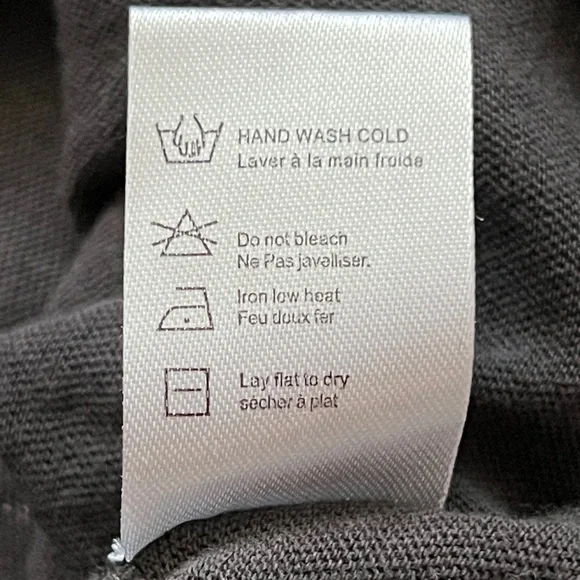 HAND WASH COLD
Laver à la main froide
Do not bleach
Ne Pas javalliser.
Iron low heat
Feu doux fer
Lay flat to dry
sécher à plat